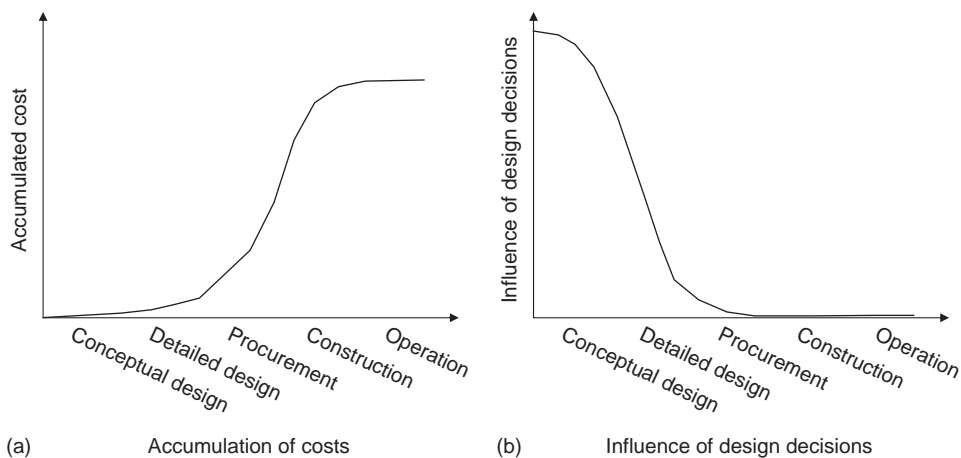 Accumulated cost
Conceptual design
Detailed design
Procurement
Construction
Operation
(a) Accumulation of costs
Influence of design decisions
Conceptual design
Detailed design
Procurement
Construction
Operation
(b) Influence of design decisions